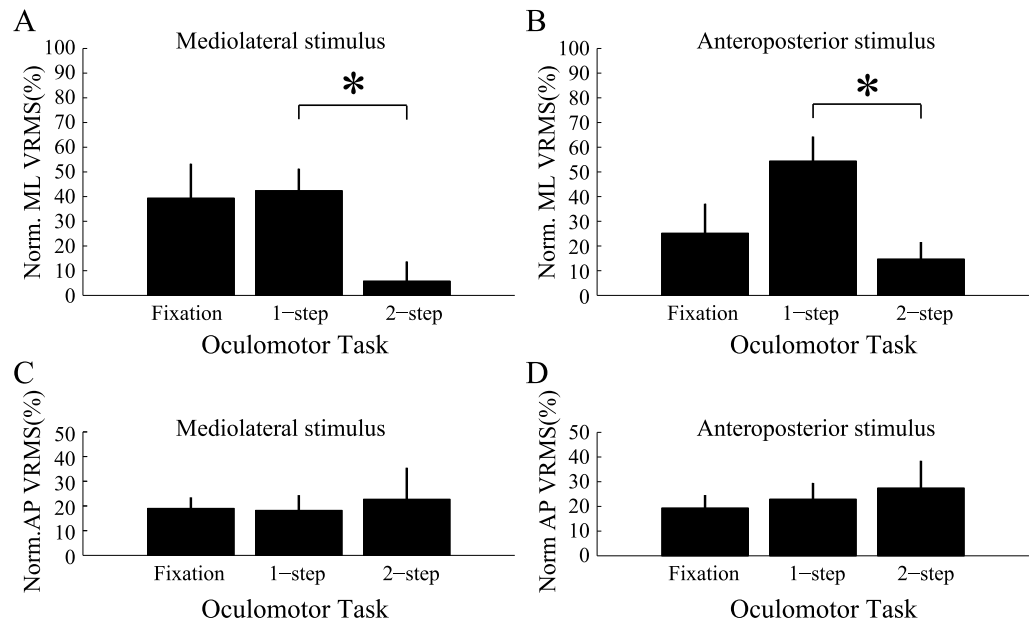 A
Mediolateral stimulus
Norm. ML VRMS(%)
100
90
80
70
60
50
40
30
20
10
0
*
Fixation 1−step 2−step
Oculomotor Task
B
Anteroposterior stimulus
Norm. ML VRMS(%)
100
90
80
70
60
50
40
30
20
10
0
*
Fixation 1−step 2−step
Oculomotor Task
C
Mediolateral stimulus
Norm.AP VRMS(%)
50
40
30
20
10
0
Fixation 1−step 2−step
Oculomotor Task
D
Anteroposterior stimulus
Norm AP VRMS(%)
50
40
30
20
10
0
Fixation 1−step 2−step
Oculomotor Task